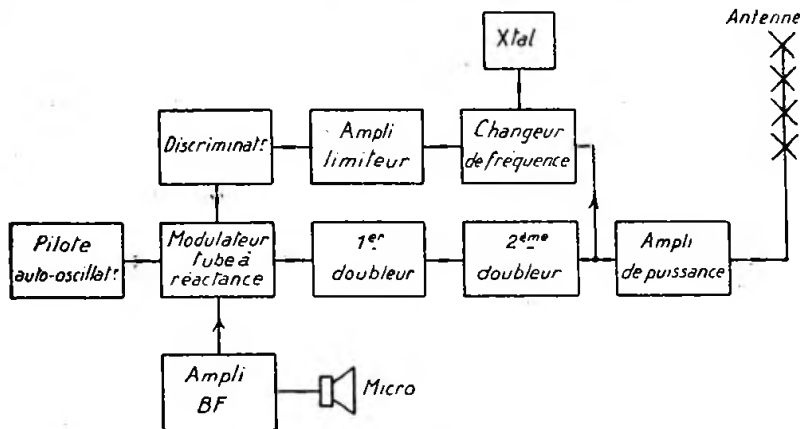 Antenne
Xtal
Discriminatr
Ampli
limiteur
Changeur
de fréquence
Pilote
auto-oscillatr
Modulateur
tube à
réactance
1er
doubleur
2ème
doubleur
Ampli
de puissance
Ampli
BF
Micro